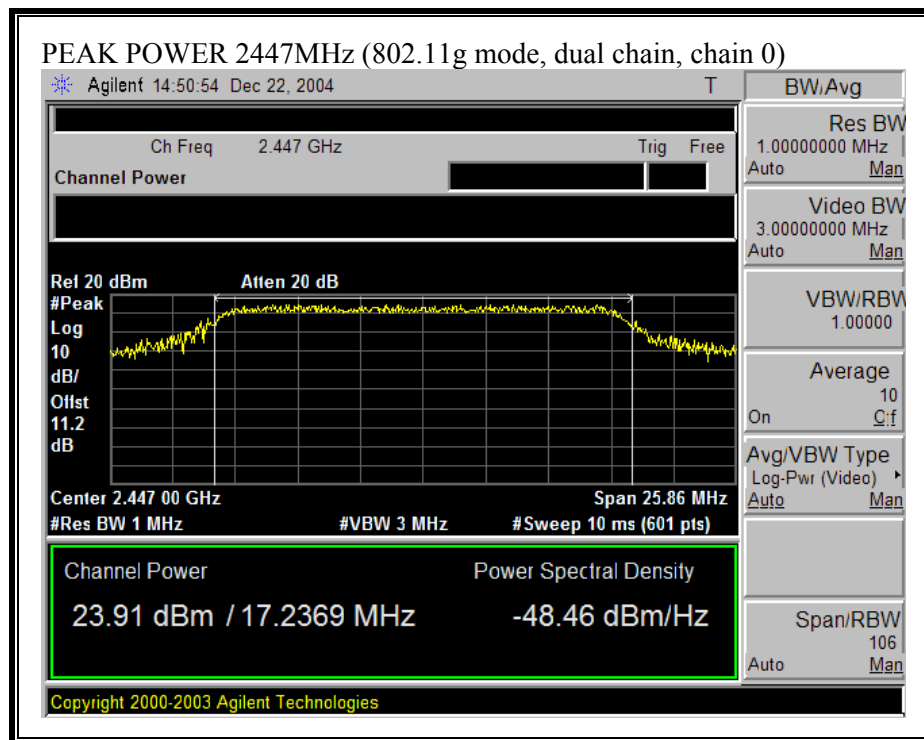 PEAK POWER 2447MHz (802.11g mode, dual chain, chain 0)
Agilent 14:50:54 Dec 22, 2004 T
Ch Freq 2.447 GHz Trig Free
Channel Power
Ref 20 dBm Atten 20 dB
#Peak
Log
10
dB/
Offst
11.2
dB
Center 2.447 00 GHz Span 25.86 MHz
#Res BW 1 MHz #VBW 3 MHz #Sweep 10 ms (601 pts)
Channel Power Power Spectral Density
23.91 dBm / 17.2369 MHz -48.46 dBm/Hz
Copyright 2000-2003 Agilent Technologies
BW/Avg
Res BW
1.00000000 MHz
Auto Man
Video BW
3.00000000 MHz
Auto Man
VBW/RBW
1.00000
Average
10
On Off
Avg/VBW Type
Log-Pwr (Video)
Auto Man
Span/RBW
106
Auto Man